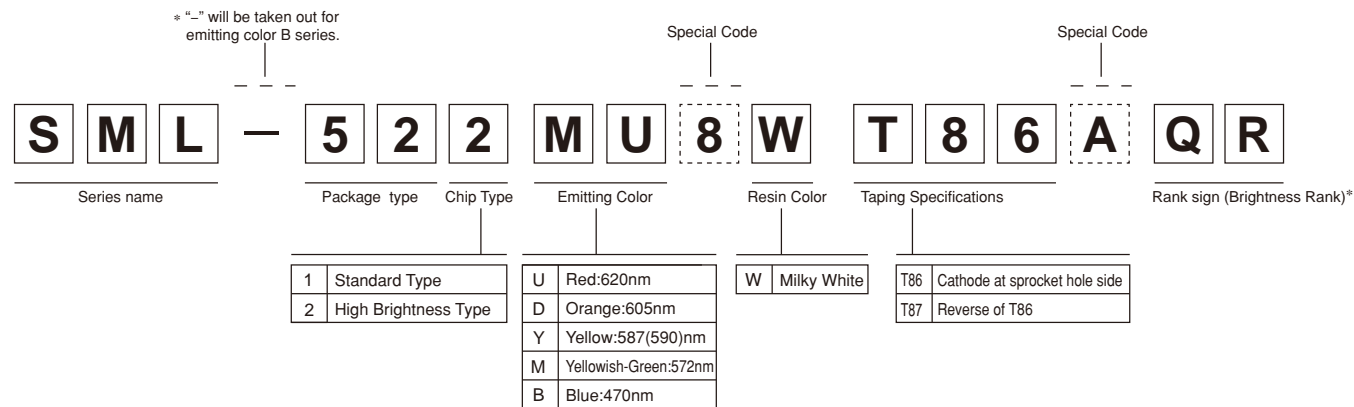 * “–” will be taken out for
emitting color B series.
Special Code
Special Code
S M L — 5 2 2 M U 8 W T 8 6 A Q R
Series name
Package type
Chip Type
Emitting Color
Resin Color
Taping Specifications
Rank sign (Brightness Rank)*
1 Standard Type
2 High Brightness Type
U Red:620nm
D Orange:605nm
Y Yellow:587(590)nm
M Yellowish-Green:572nm
B Blue:470nm
W Milky White
T86 Cathode at sprocket hole side
T87 Reverse of T86